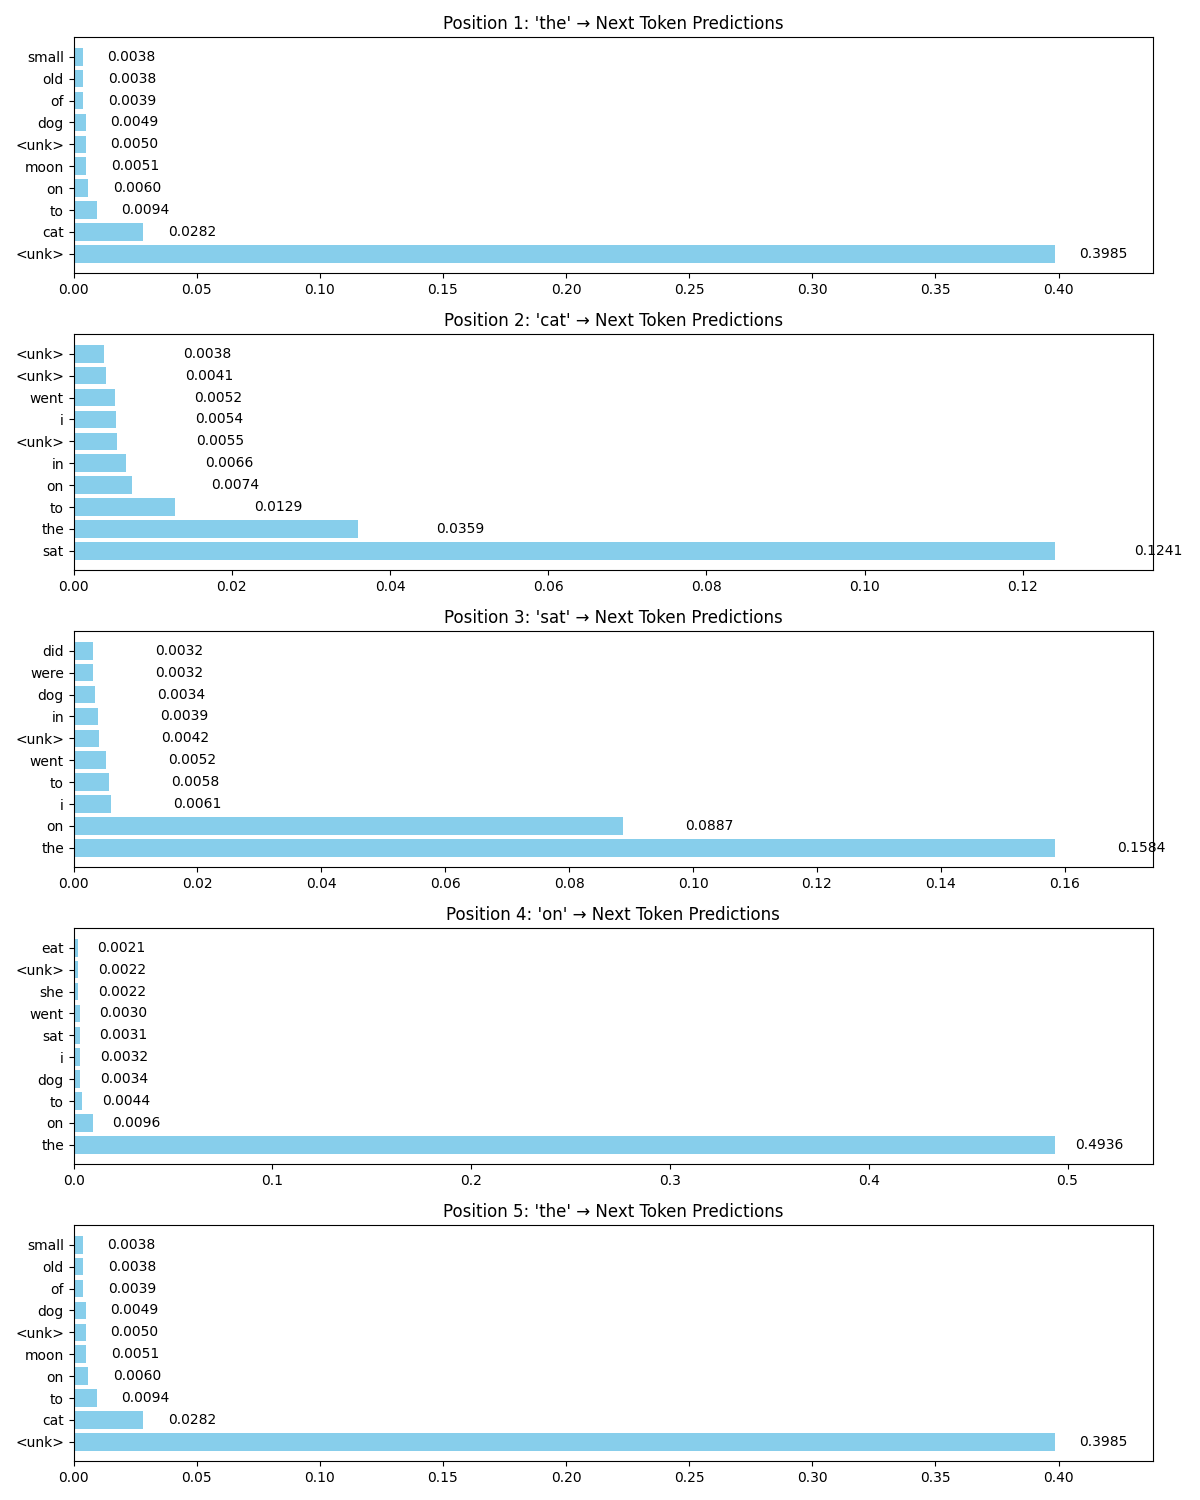 Position 1: 'the' → Next Token Predictions
small 0.0038
old 0.0038
of 0.0039
dog 0.0049
<unk> 0.0050
moon 0.0051
on 0.0060
to 0.0094
cat 0.0282
<unk> 0.3985
0.00 0.05 0.10 0.15 0.20 0.25 0.30 0.35 0.40
Position 2: 'cat' → Next Token Predictions
<unk> 0.0038
<unk> 0.0041
went 0.0052
i 0.0054
<unk> 0.0055
in 0.0066
on 0.0074
to 0.0129
the 0.0359
sat 0.1241
0.00 0.02 0.04 0.06 0.08 0.10 0.12
Position 3: 'sat' → Next Token Predictions
did 0.0032
were 0.0032
dog 0.0034
in 0.0039
<unk> 0.0042
went 0.0052
to 0.0058
i 0.0061
on 0.0887
the 0.1584
0.00 0.02 0.04 0.06 0.08 0.10 0.12 0.14 0.16
Position 4: 'on' → Next Token Predictions
eat 0.0021
<unk> 0.0022
she 0.0022
went 0.0030
sat 0.0031
i 0.0032
dog 0.0034
to 0.0044
on 0.0096
the 0.4936
0.0 0.1 0.2 0.3 0.4 0.5
Position 5: 'the' → Next Token Predictions
small 0.0038
old 0.0038
of 0.0039
dog 0.0049
<unk> 0.0050
moon 0.0051
on 0.0060
to 0.0094
cat 0.0282
<unk> 0.3985
0.00 0.05 0.10 0.15 0.20 0.25 0.30 0.35 0.40